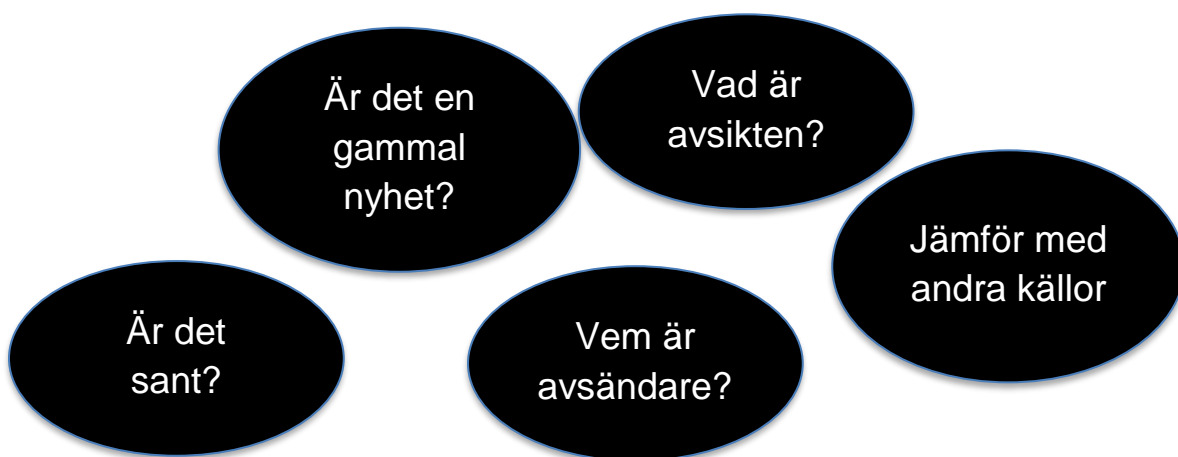 Är det en
gammal
nyhet?
Vad är
avsikten?
Jämför med
andra källor
Är det
sant?
Vem är
avsändare?